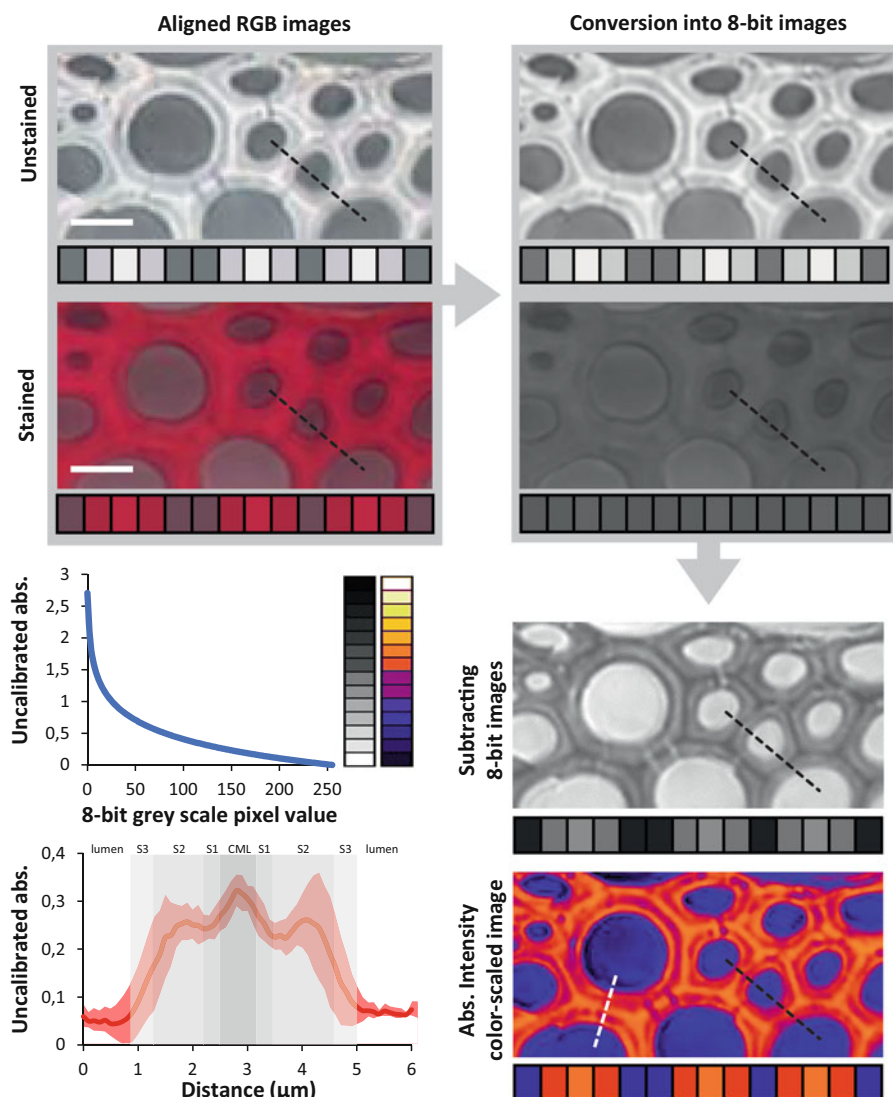 Aligned RGB images
Conversion into 8-bit images
Unstained
Stained
Uncalibrated abs.
3
2,5
2
1,5
1
0,5
0
0 50 100 150 200 250
8-bit grey scale pixel value
Subtracting
8-bit images
Uncalibrated abs.
lumen S3 S2 S1 CML S1 S2 S3 lumen
0,4
0,3
0,2
0,1
0
0 1 2 3 4 5 6
Distance (µm)
Abs. Intensity
color-scaled image